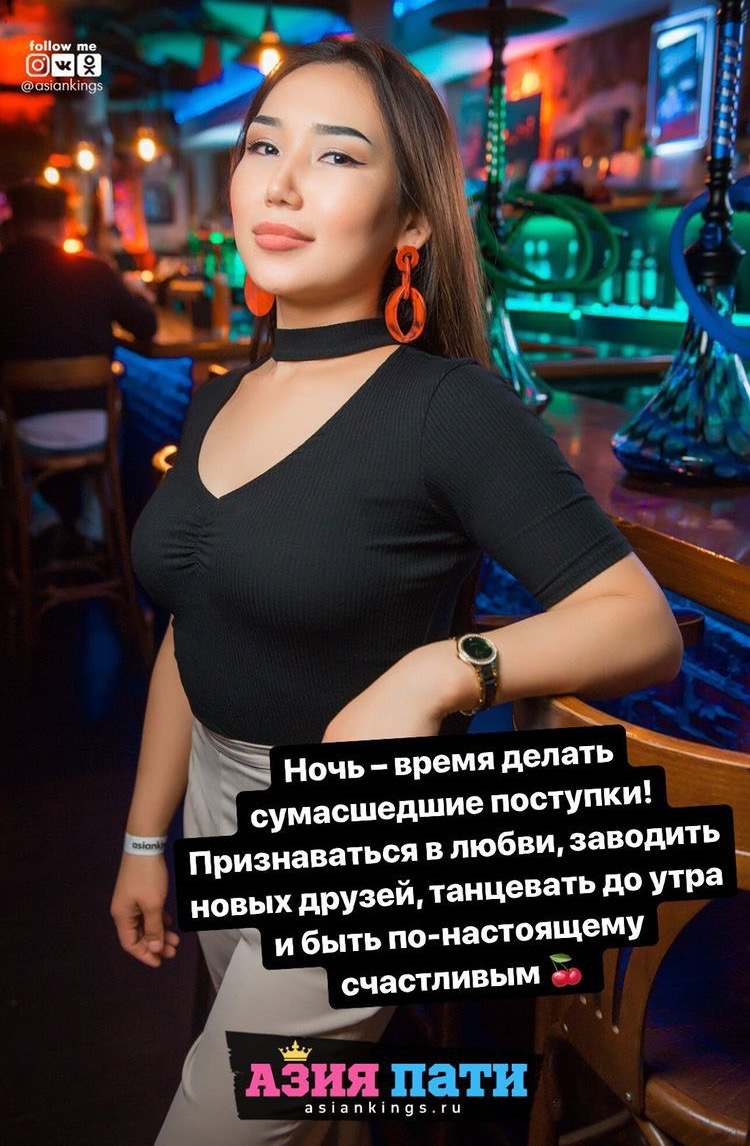 follow me
@asiankings
asianki
Ночь – время делать
сумасшедшие поступки!
Признаваться в любви, заводить
новых друзей, танцевать до утра
и быть по-настоящему
счастливым 🍒
АЗИЯ ПАТИ
asiankings.ru